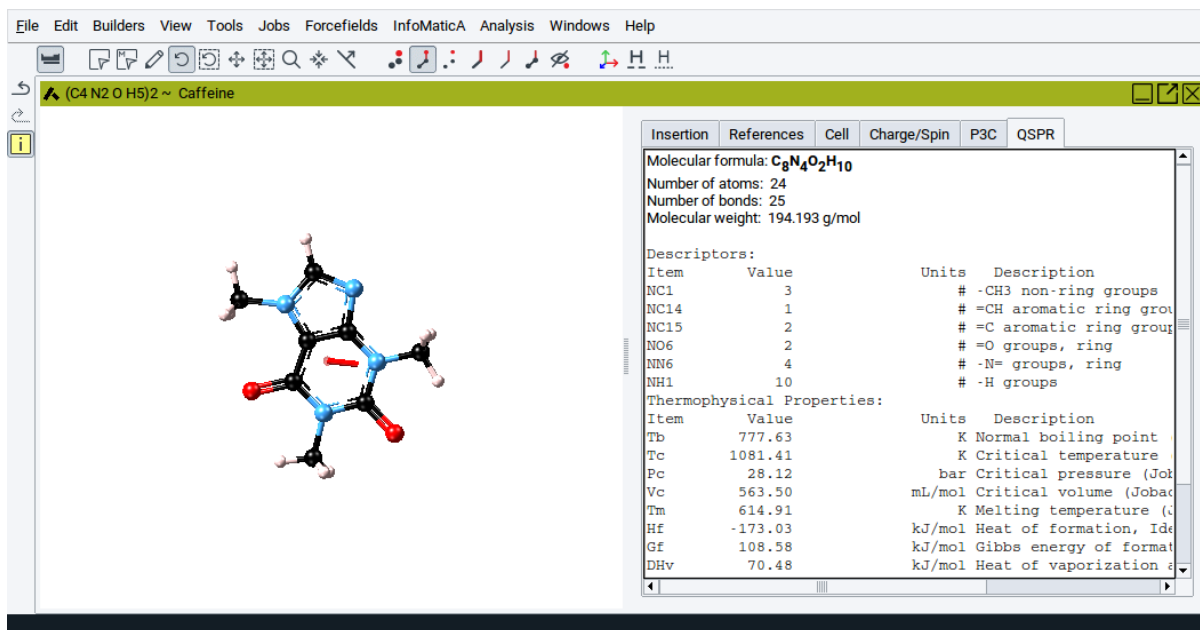 File Edit Builders View Tools Jobs Forcefields InfoMaticA Analysis Windows Help
M H H
(C4 N2 O H5)2 ~ Caffeine
i
Insertion References Cell Charge/Spin P3C QSPR
Molecular formula: C8N4O2H10
Number of atoms: 24
Number of bonds: 25
Molecular weight: 194.193 g/mol
Descriptors:
Item Value Units Description
NC1 3 # -CH3 non-ring groups
NC14 1 # =CH aromatic ring grou
NC15 2 # =C aromatic ring group
NO6 2 # =O groups, ring
NN6 4 # -N= groups, ring
NH1 10 # -H groups
Thermophysical Properties:
Item Value Units Description
Tb 777.63 K Normal boiling point
Tc 1081.41 K Critical temperature
Pc 28.12 bar Critical pressure (Job
Vc 563.50 mL/mol Critical volume (Jobac
Tm 614.91 K Melting temperature (J
Hf -173.03 kJ/mol Heat of formation, Ide
Gf 108.58 kJ/mol Gibbs energy of format
DHv 70.48 kJ/mol Heat of vaporization a